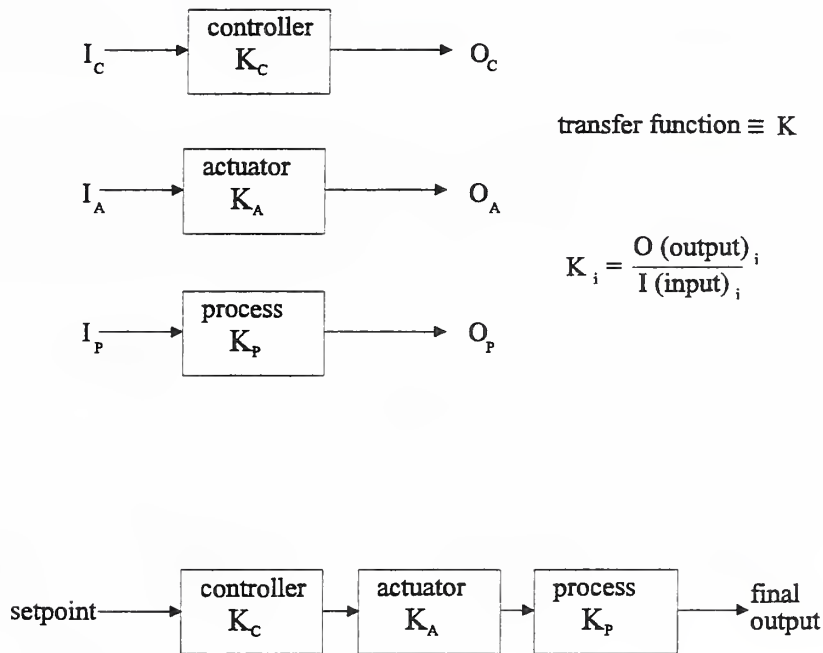 controller
I_C K_C O_C
transfer function ≡ K
actuator
I_A K_A O_A
K_i = O (output)_i / I (input)_i
process
I_P K_P O_P
controller actuator process final
setpoint K_C K_A K_P output